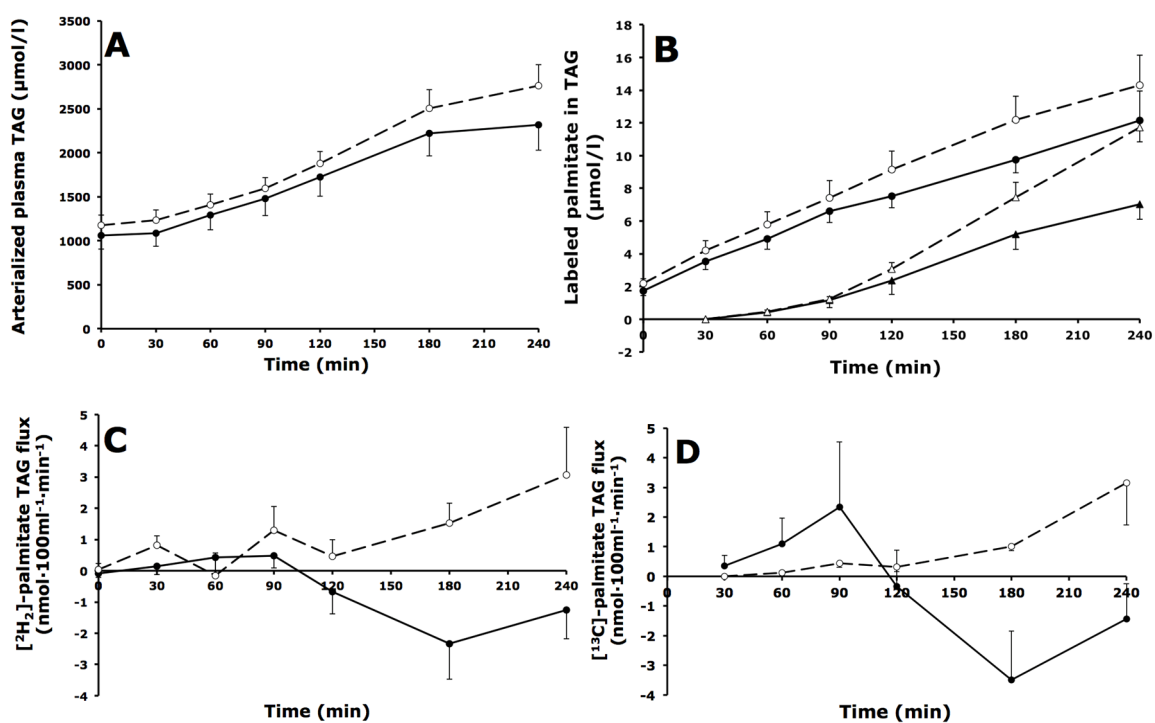 A
Arterialized plasma TAG (µmol/l)
3500
3000
2500
2000
1500
1000
500
0
0 30 60 90 120 150 180 210 240
Time (min)
B
Labeled palmitate in TAG
(µmol/l)
18
16
14
12
10
8
6
4
2
0
-2
0 30 60 90 120 150 180 210 240
Time (min)
C
[²H₂]-palmitate TAG flux
(nmol·100ml⁻¹·min⁻¹)
5
4
3
2
1
0
-1
-2
-3
-4
0 30 60 90 120 150 180 210 240
Time (min)
D
[¹³C]-palmitate TAG flux
(nmol·100ml⁻¹·min⁻¹)
5
4
3
2
1
0
-1
-2
-3
-4
0 30 60 90 120 150 180 210 240
Time (min)